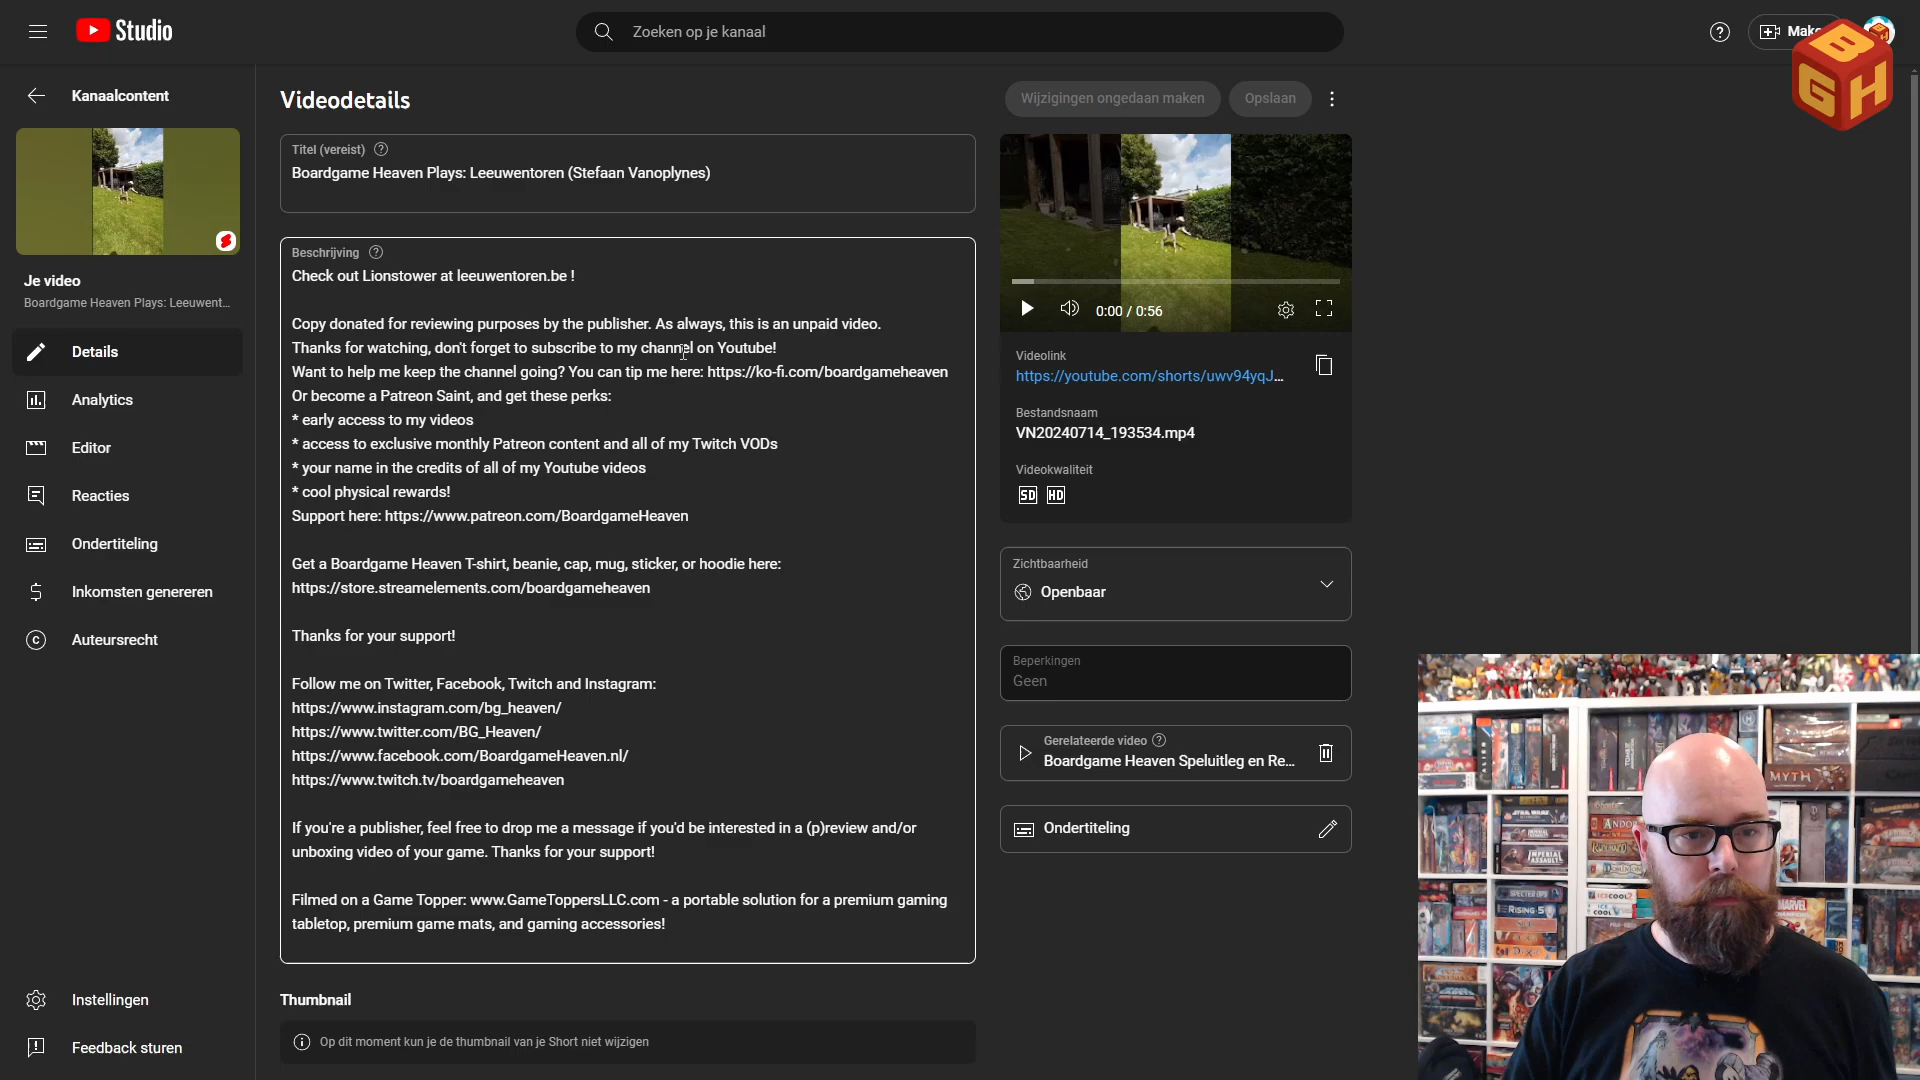 Studio
Zoeken op je kanaal
Kanaalcontent
Videodetails
Wijzigingen ongedaan maken
Opslaan
Titel (vereist)
Boardgame Heaven Plays: Leeuwentoren (Stefaan Vanoplynes)
Beschrijving
Check out Lionstower at leeuwentoren.be !
Copy donated for reviewing purposes by the publisher. As always, this is an unpaid video.
Thanks for watching, don't forget to subscribe to my channel on Youtube!
Want to help me keep the channel going? You can tip me here: https://ko-fi.com/boardgameheaven
Or become a Patreon Saint, and get these perks:
* early access to my videos
* access to exclusive monthly Patreon content and all of my Twitch VODs
* your name in the credits of all of my Youtube videos
* cool physical rewards!
Support here: https://www.patreon.com/BoardgameHeaven
Get a Boardgame Heaven T-shirt, beanie, cap, mug, sticker, or hoodie here:
https://store.streamelements.com/boardgameheaven
Thanks for your support!
Follow me on Twitter, Facebook, Twitch and Instagram:
https://www.instagram.com/bg_heaven/
https://www.twitter.com/BG_Heaven/
https://www.facebook.com/BoardgameHeaven.nl/
https://www.twitch.tv/boardgameheaven
If you're a publisher, feel free to drop me a message if you'd be interested in a (p)review and/or
unboxing video of your game. Thanks for your support!
Filmed on a Game Topper: www.GameToppersLLC.com - a portable solution for a premium gaming
tabletop, premium game mats, and gaming accessories!
Thumbnail
Op dit moment kun je de thumbnail van je Short niet wijzigen
Je video
Boardgame Heaven Plays: Leeuwent...
Details
Analytics
Editor
Reacties
Ondertiteling
Inkomsten genereren
Auteursrecht
Instellingen
Feedback sturen
0:00 / 0:56
Videolink
https://youtube.com/shorts/uwv94yqJ...
Bestandsnaam
VN20240714_193534.mp4
Videokwaliteit
SD HD
Zichtbaarheid
Openbaar
Beperkingen
Geen
Gerelateerde video
Boardgame Heaven Speluitleg en Re...
Ondertiteling
BGH
MYTH
IMPERIAL
ASSAULT
RISING·5
ICECOOL
ICE
COOL
MARVEL